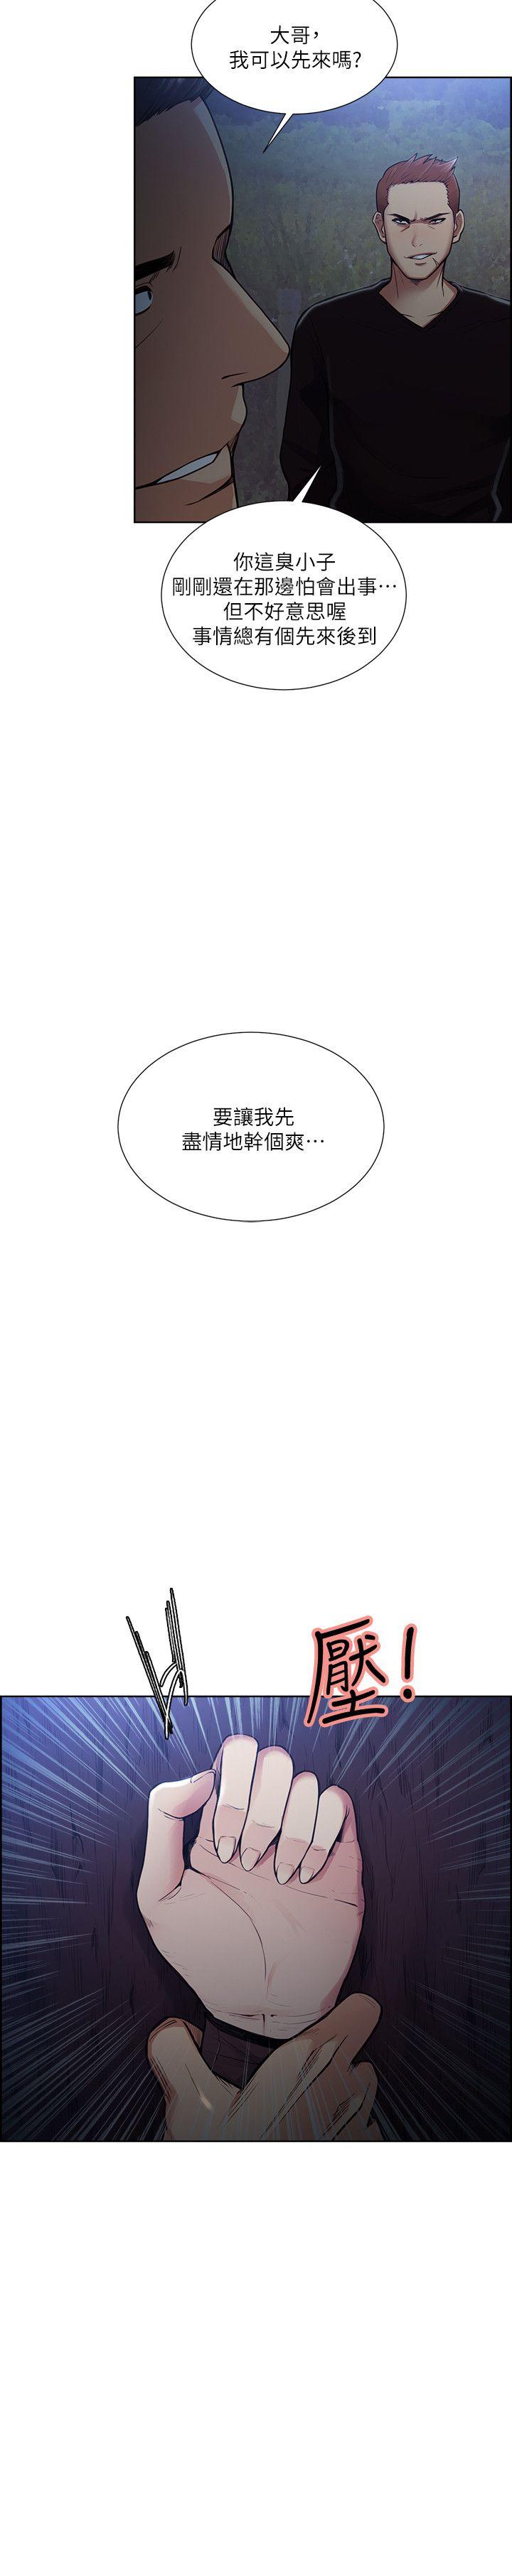 大哥，
我可以先來嗎?
你這臭小子
剛剛還在那邊怕會出事…
但不好意思喔
事情總有個先來後到
要讓我先
盡情地幹個爽…
壓!